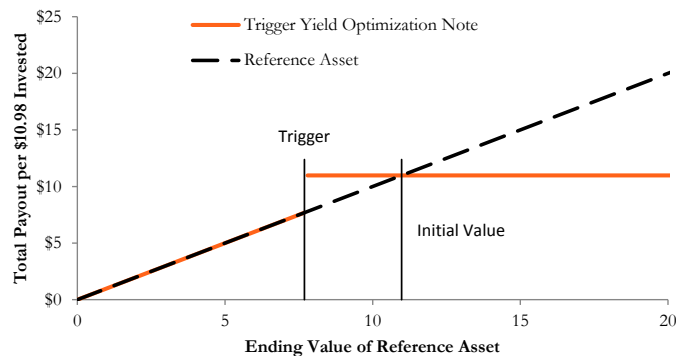 Total Payout per $10.98 Invested
$25
$20
$15
$10
$5
$0
Trigger Yield Optimization Note
Reference Asset
Trigger
Initial Value
0
5
10
15
20
Ending Value of Reference Asset